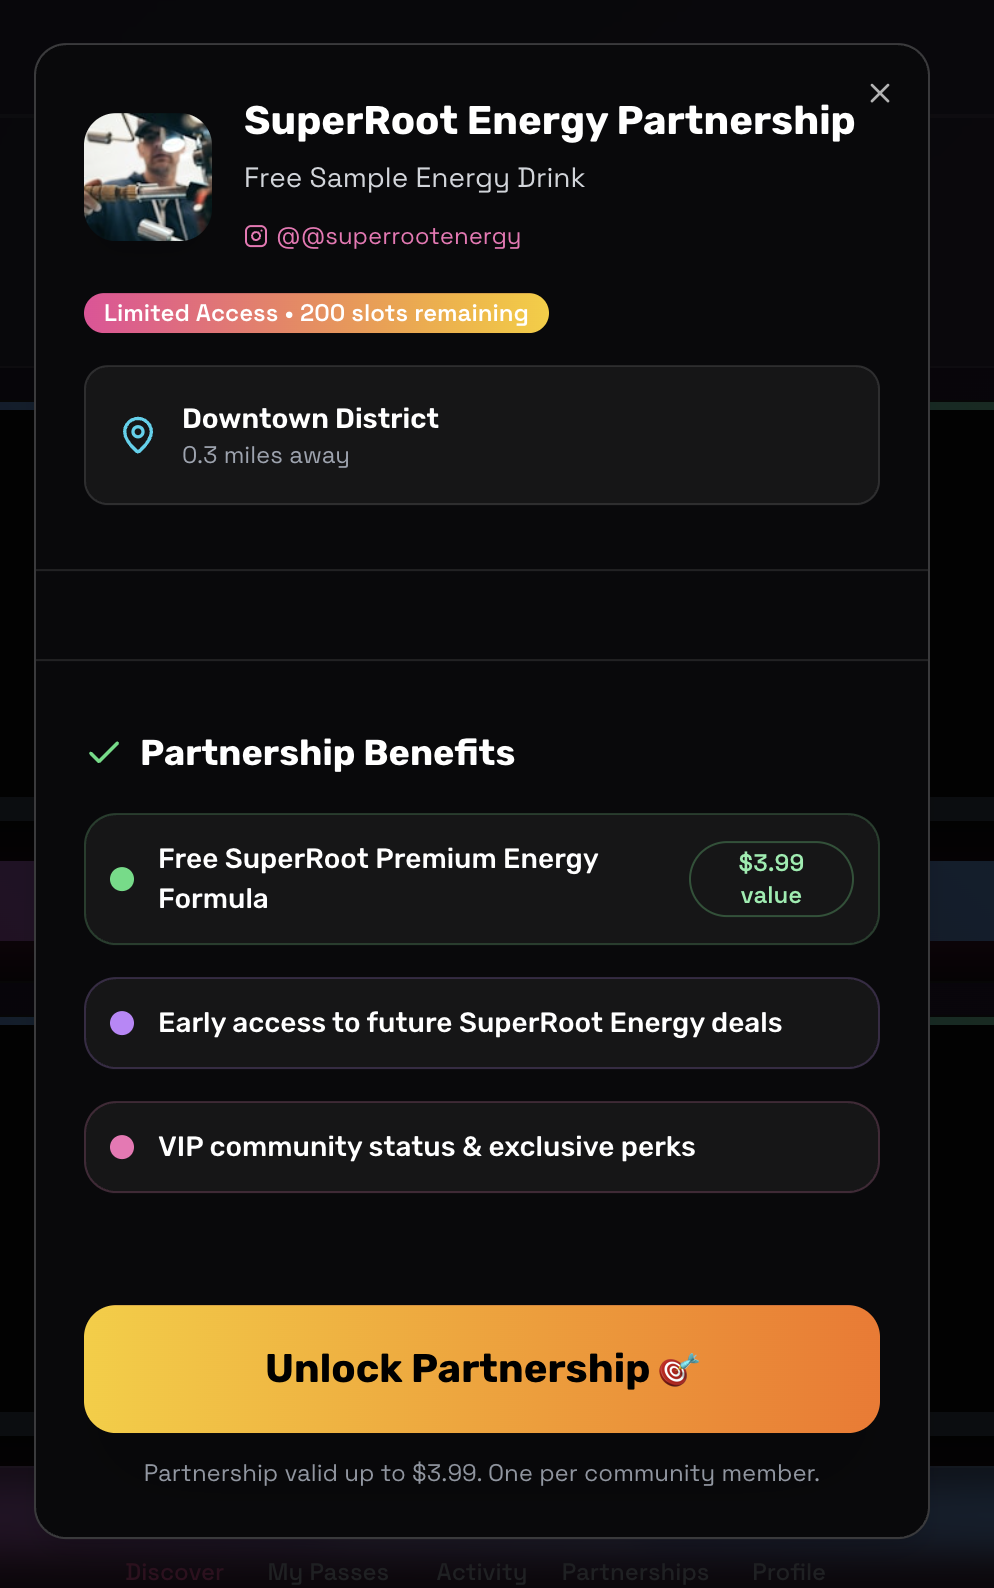 SuperRoot Energy Partnership
Free Sample Energy Drink
@@superrootenergy
Limited Access • 200 slots remaining
Downtown District
0.3 miles away
Partnership Benefits
Free SuperRoot Premium Energy
Formula
$3.99
value
Early access to future SuperRoot Energy deals
VIP community status & exclusive perks
Unlock Partnership 🎯
Partnership valid up to $3.99. One per community member.
Discover My Passes Activity Partnerships Profile